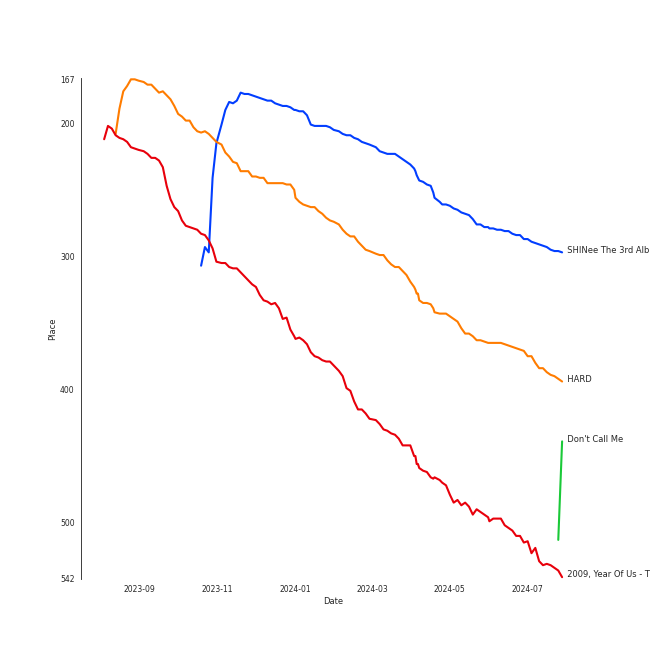 167
200
300
400
500
542
Place
SHINee The 3rd Alb
HARD
Don't Call Me
2009, Year Of Us - T
2023-09
2023-11
2024-01
2024-03
2024-05
2024-07
Date